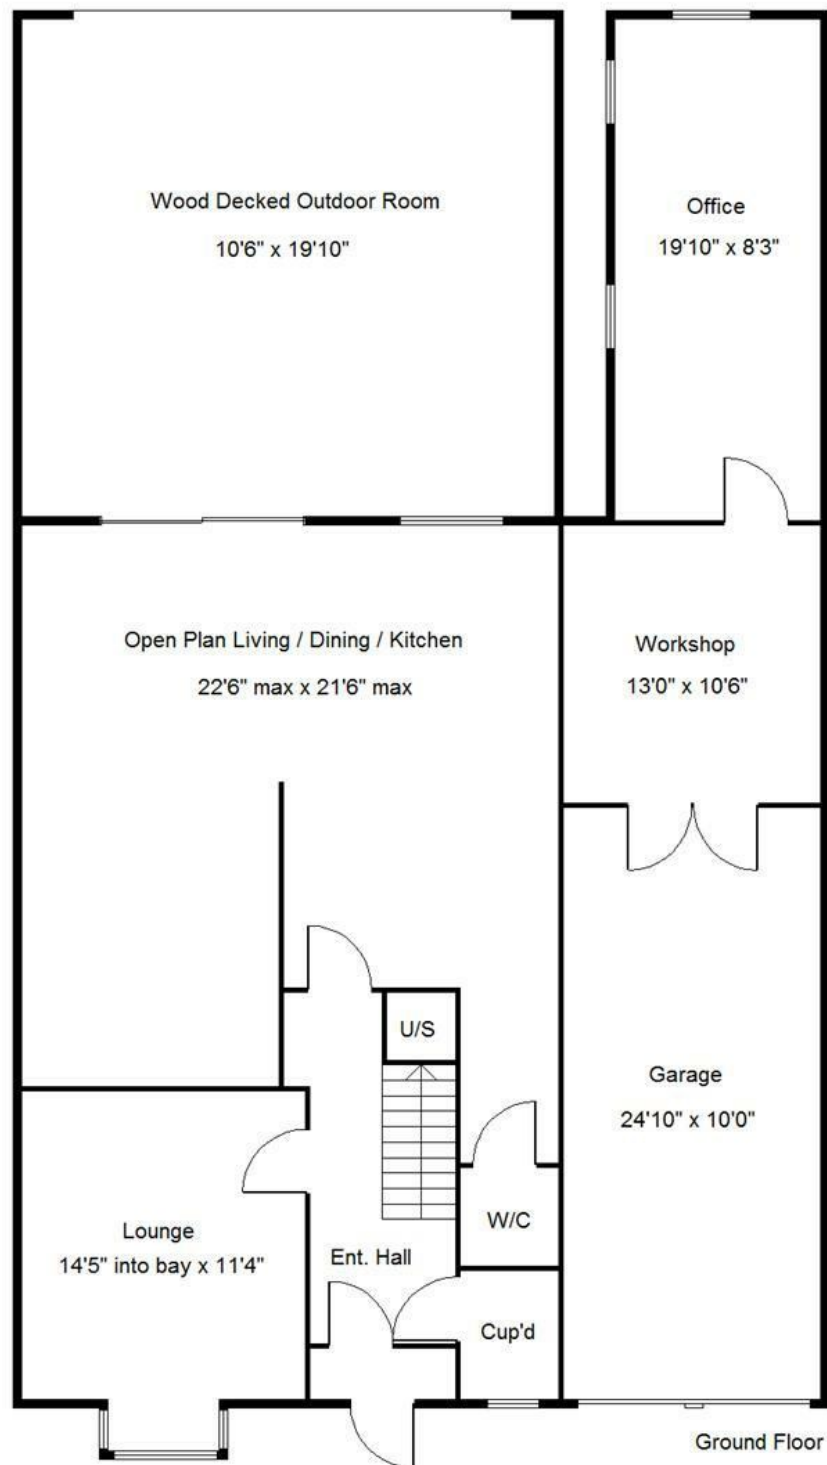 Wood Decked Outdoor Room
10'6" x 19'10"
Office
19'10" x 8'3"
Open Plan Living / Dining / Kitchen
22'6" max x 21'6" max
Workshop
13'0" x 10'6"
U/S
Garage
24'10" x 10'0"
W/C
Lounge
14'5" into bay x 11'4"
Ent. Hall
Cup'd
Ground Floor